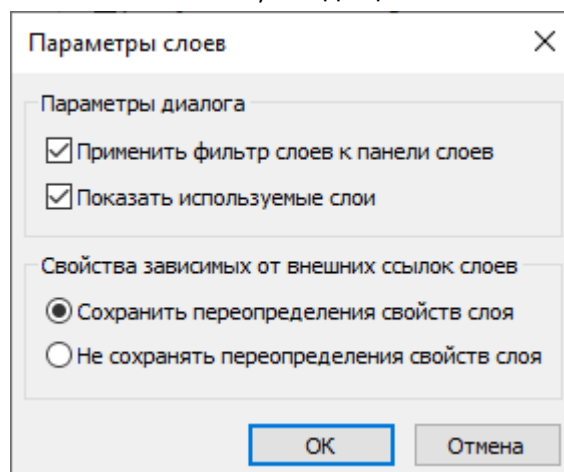 Параметры слоев
Параметры диалога
Применить фильтр слоев к панели слоев
Показать используемые слои
Свойства зависимых от внешних ссылок слоев
Сохранить переопределения свойств слоя
Не сохранять переопределения свойств слоя
ОК Отмена